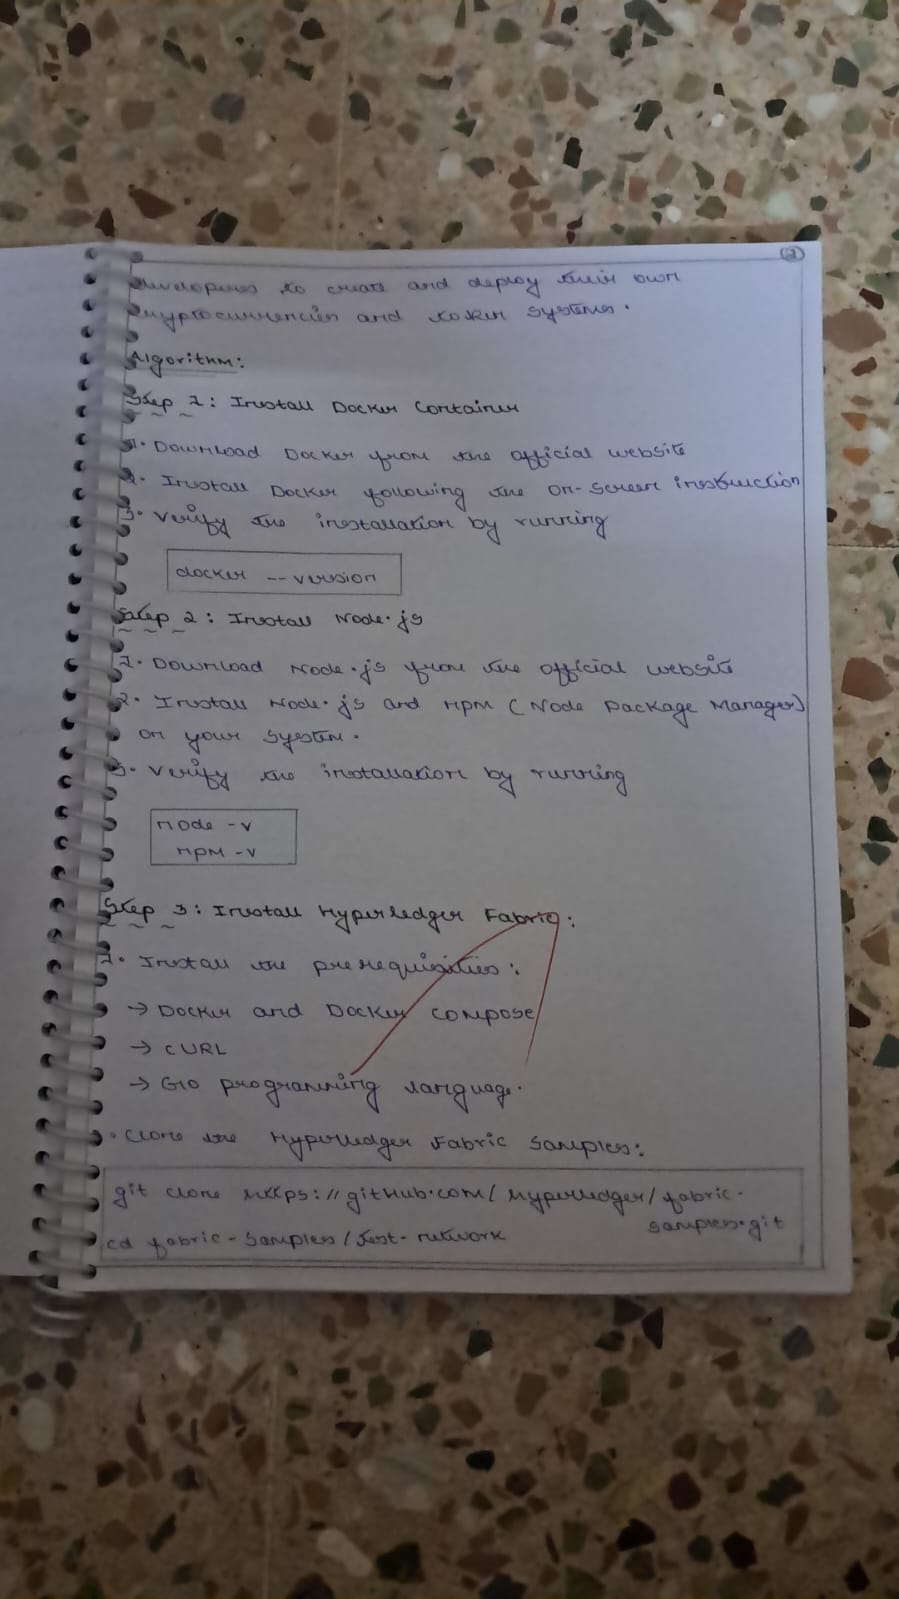 2
developers to create and deploy their own
cryptocurrencies and token systems.
Algorithm:
Step 1: Install Docker Container
1. Download Docker from the official website
2. Install Docker following the on-screen instruction
3. Verify the installation by running
docker --version
Step 2: Install Node.js
1. Download Node.js from the official website
2. Install Node.js and npm (Node Package Manager)
on your system.
3. Verify the installation by running
node -v
npm -v
Step 3: Install Hyperledger Fabric:
1. Install the prerequisities:
→ Docker and Docker Compose
→ cURL
→ Go programming language.
• Clone the Hyperledger Fabric Samples:
git clone https://github.com/hyperledger/fabric-
samples.git
cd fabric-samples/test-network